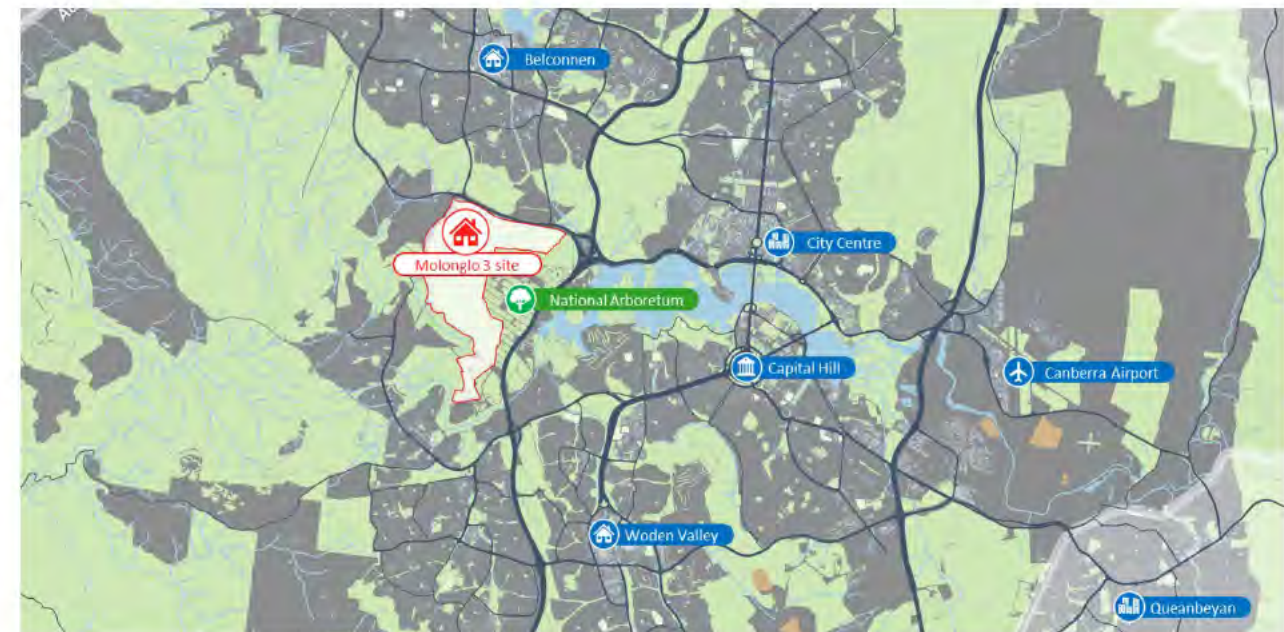 Belconnen
City Centre
Molonglo 3 site
National Arboretum
Capital Hill
Canberra Airport
Woden Valley
Queanbeyan